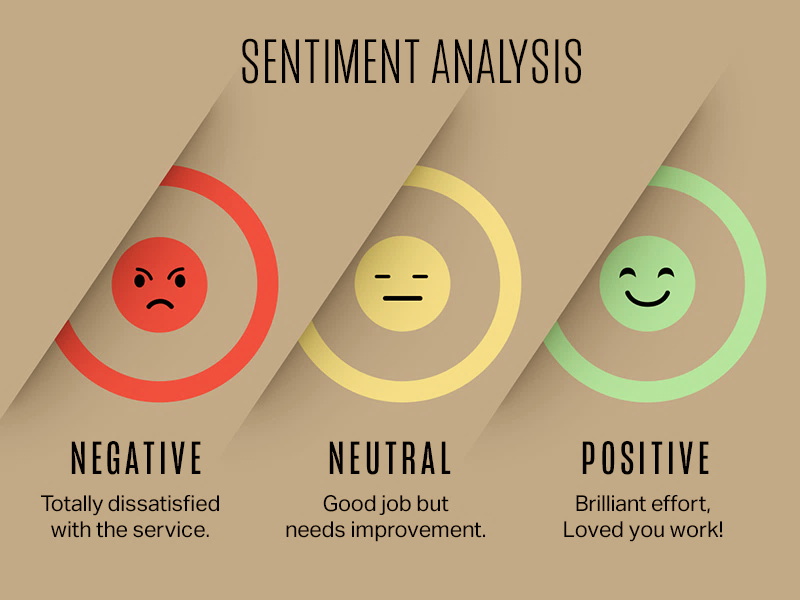 SENTIMENT ANALYSIS
NEGATIVE
Totally dissatisfied
with the service.
NEUTRAL
Good job but
needs improvement.
POSITIVE
Brilliant effort,
Loved you work!